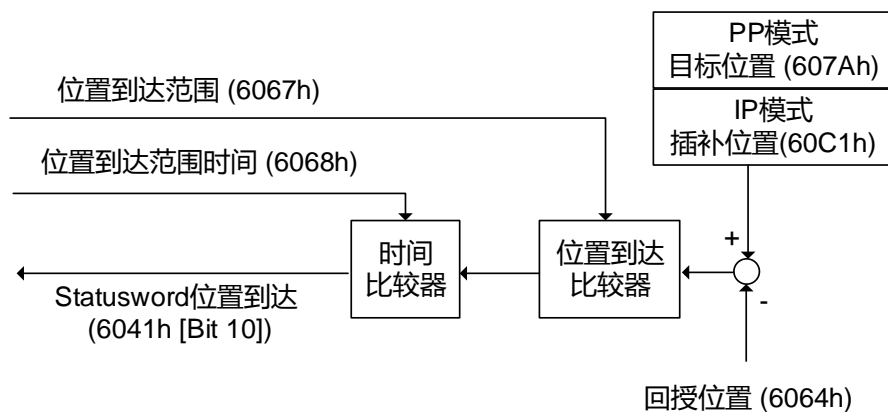 PP模式
目标位置 (607Ah)
IP模式
插补位置(60C1h)
位置到达范围 (6067h)
位置到达范围时间 (6068h)
时间
比较器
位置到达
比较器
+
-
Statusword位置到达
(6041h [Bit 10])
回授位置 (6064h)